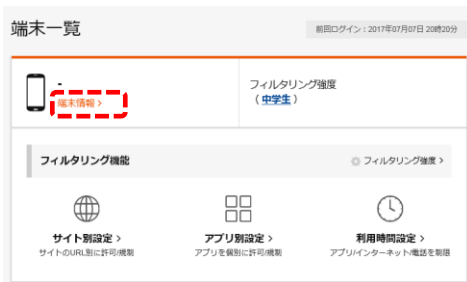 端末一覧
前回ログイン：2017年07月07日 20時20分
-
端末情報 >
フィルタリング強度
（中学生）
フィルタリング機能
フィルタリング強度 >
サイト別設定 >
サイトのURL別に許可/規制
アプリ別設定 >
アプリを個別に許可/規制
利用時間設定 >
アプリ/インターネット/電話を制限